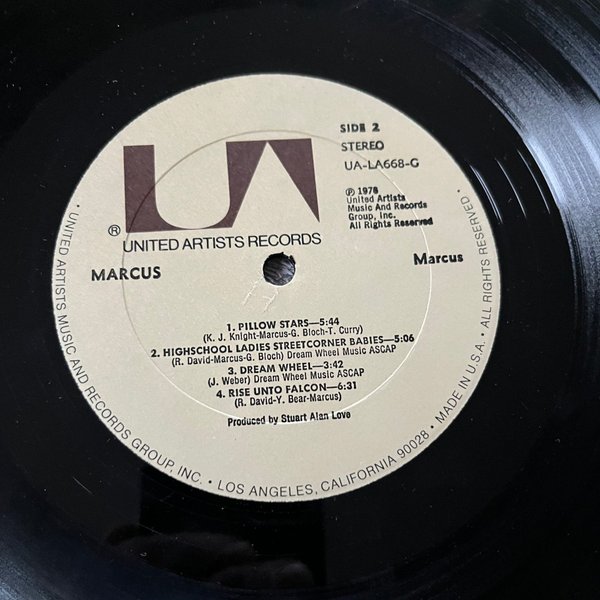 SIDE 2
STEREO
UA-LA668-G
UA
®
℗ 1976
United Artists
Music And Records
Group, Inc.
All Rights Reserved
UNITED ARTISTS RECORDS
MARCUS
Marcus
1. PILLOW STARS—5:44
(K. J. Knight-Marcus-G. Bloch-T. Curry)
2. HIGHSCHOOL LADIES STREETCORNER BABIES—5:06
(R. David-Marcus-G. Bloch) Dream Wheel Music ASCAP
3. DREAM WHEEL—3:42
(J. Weber) Dream Wheel Music ASCAP
4. RISE UNTO FALCON—6:31
(R. David-Y. Bear-Marcus)
Produced by Stuart Alan Love
• UNITED ARTISTS MUSIC AND RECORDS GROUP, INC. • LOS ANGELES, CALIFORNIA 90028 • MADE IN U.S.A. • ALL RIGHTS RESERVED •